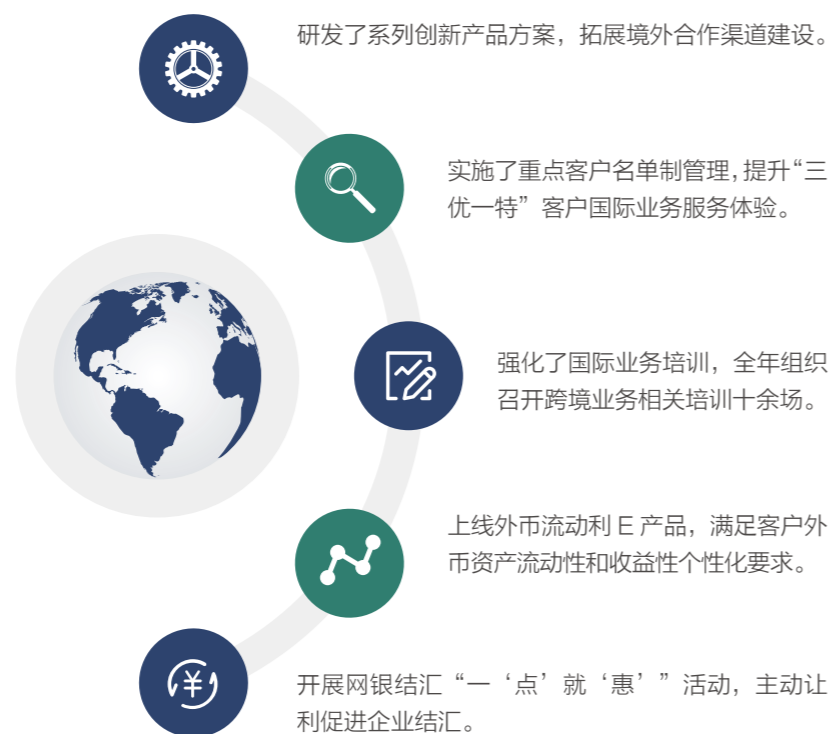 研发了系列创新产品方案，拓展境外合作渠道建设。
实施了重点客户名单制管理，提升“三
优一特”客户国际业务服务体验。
强化了国际业务培训，全年组织
召开跨境业务相关培训十余场。
上线外币流动利 E 产品，满足客户外
币资产流动性和收益性个性化要求。
开展网银结汇“一‘点’就‘惠’”活动，主动让
利促进企业结汇。